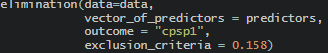 elimination(data=data,
vector_of_predictors = predictors,
outcome = "cpsp1",
exclusion_criteria = 0.158)